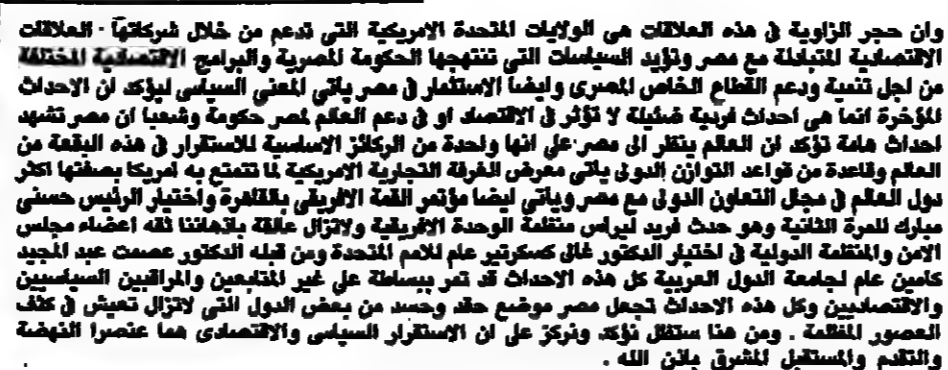 وان حجر الزاوية في هذه العلاقات هى الولايات المتحدة الامريكية التى تدعم من خلال شركاتها - العلاقات
الاقتصادية المتبادلة مع مصر وتؤيد السياسات التى تنتهجها الحكومة المصرية والبرامج الاقتصادية المختلفة
من اجل تنمية ودعم القطاع الخاص المصرى وايضا الاستثمار فى مصر ياتى المعنى السياسى ليؤكد ان الاحداث
المؤخرة انما هى احداث فردية ضئيلة لا تؤثر فى الاقتصاد او فى دعم العالم لمصر حكومة وشعبا ان مصر تشهد
احداث هامة تؤكد ان العالم ينظر الى مصر على انها واحدة من الركائز الاساسية للاستقرار فى هذه البقعة من
العالم وقاعدة من قواعد التوازن الدولى ياتى معرض الغرفة التجارية الامريكية لما تتمتع به امريكا بصفتها اكثر
دول العالم فى مجال التعاون الدولى مع مصر وياتى ايضا مؤتمر القمة الافريقى بالقاهرة واختيار الرئيس حسنى
مبارك للمرة الثانية وهو حدث فريد ليراس منظمة الوحدة الافريقية ولاتزال عالقة باذهاننا ثقه اعضاء مجلس
الامن والمنظمة الدولية فى اختيار الدكتور غالى كسكرتير عام للامم المتحدة ومن قبله الدكتور عصمت عبد المجيد
كامين عام لجامعة الدول العربية كل هذه الاحداث قد تمر ببساطة على غير المتابعين والمراقبين السياسيين
والاقتصاديين وكل هذه الاحداث تجعل مصر موضع حقد وحسد من بعض الدول التى لاتزال تعيش فى كنف
العصور المظلمة . ومن هنا ستظل نؤكد ونركز على ان الاستقرار السياسى والاقتصادى هما عنصرا النهضة
والتقدم والمستقبل المشرق باذن الله .